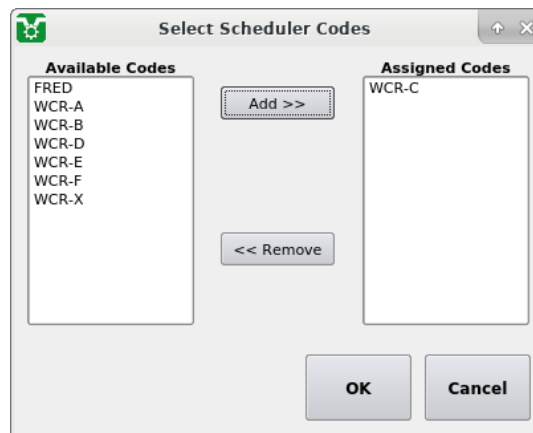 Select Scheduler Codes
Available Codes
FRED
WCR-A
WCR-B
WCR-D
WCR-E
WCR-F
WCR-X
Add >>
<< Remove
Assigned Codes
WCR-C
OK
Cancel